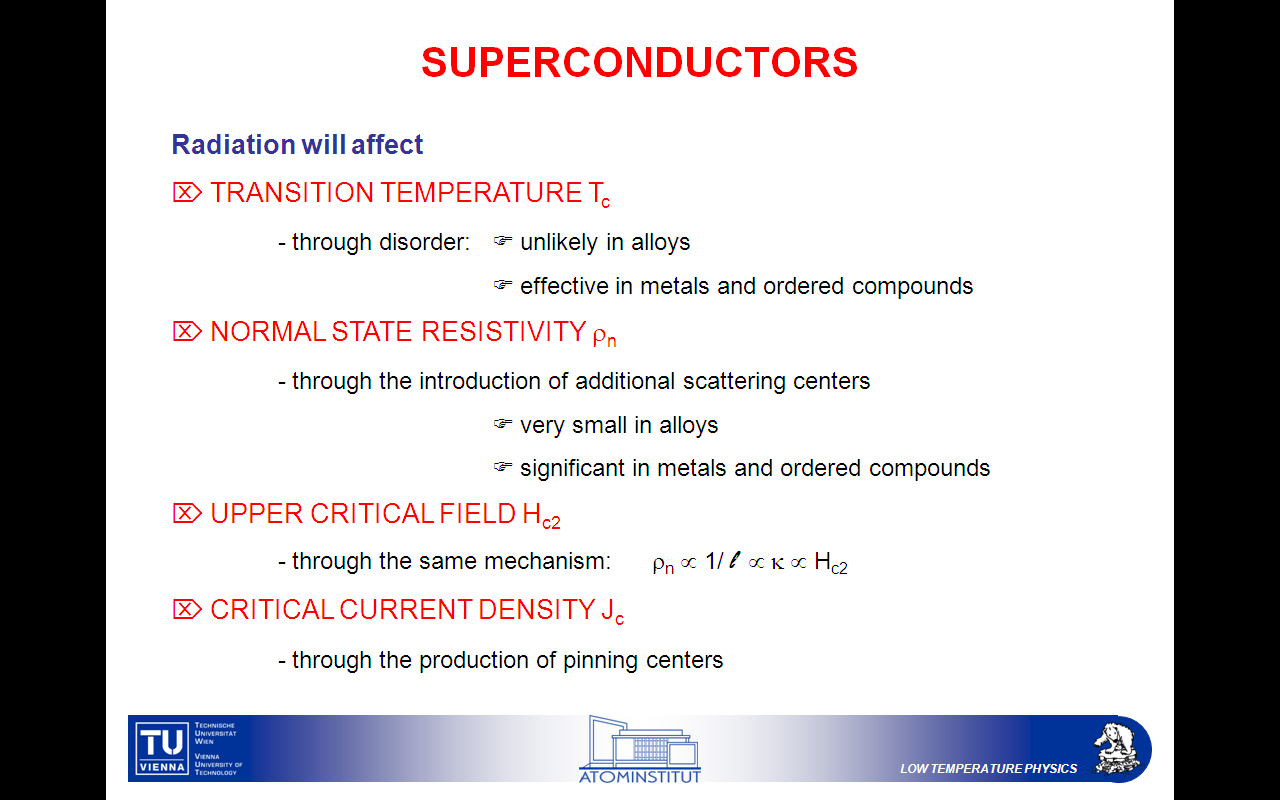 SUPERCONDUCTORS
Radiation will affect
⌦ TRANSITION TEMPERATURE Tc
- through disorder: ☞ unlikely in alloys
☞ effective in metals and ordered compounds
⌦ NORMAL STATE RESISTIVITY ρn
- through the introduction of additional scattering centers
☞ very small in alloys
☞ significant in metals and ordered compounds
⌦ UPPER CRITICAL FIELD Hc2
- through the same mechanism: ρn ∝ 1/ ℓ ∝ κ ∝ Hc2
⌦ CRITICAL CURRENT DENSITY Jc
- through the production of pinning centers
TU
VIENNA
TECHNISCHE
UNIVERSITÄT
WIEN
VIENNA
UNIVERSITY OF
TECHNOLOGY
ATOMINSTITUT
LOW TEMPERATURE PHYSICS